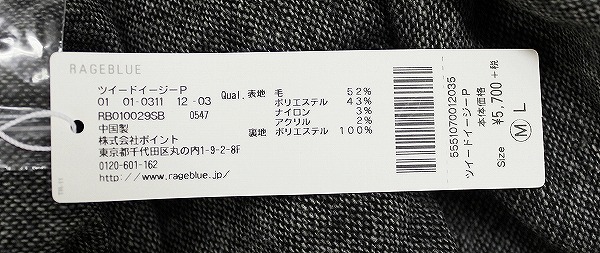 RAGEBLUE
ツイードイージーP
01 01-0311 12-03
RB010029SB 0547
中国製
株式会社ポイント
東京都千代田区丸の内1-9-2-8F
0120-601-162
http://www.rageblue.jp/
Qual. 表地 毛 52%
ポリエステル 43%
ナイロン 3%
アクリル 2%
裏地 ポリエステル 100%
5651070012035
ツイードイージーP
本体価格
¥5,700+税
Size M L